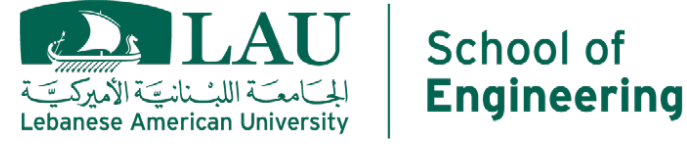 LAU
الجامعة اللبنانية الأميركية
Lebanese American University
School of
Engineering